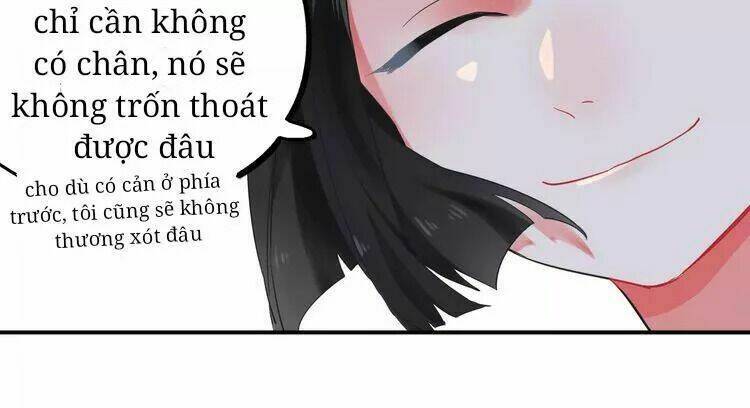 chỉ cần không
có chân, nó sẽ
không trốn thoát
được đâu
cho dù có cản ở phía
trước, tôi cũng sẽ không
thương xót đâu